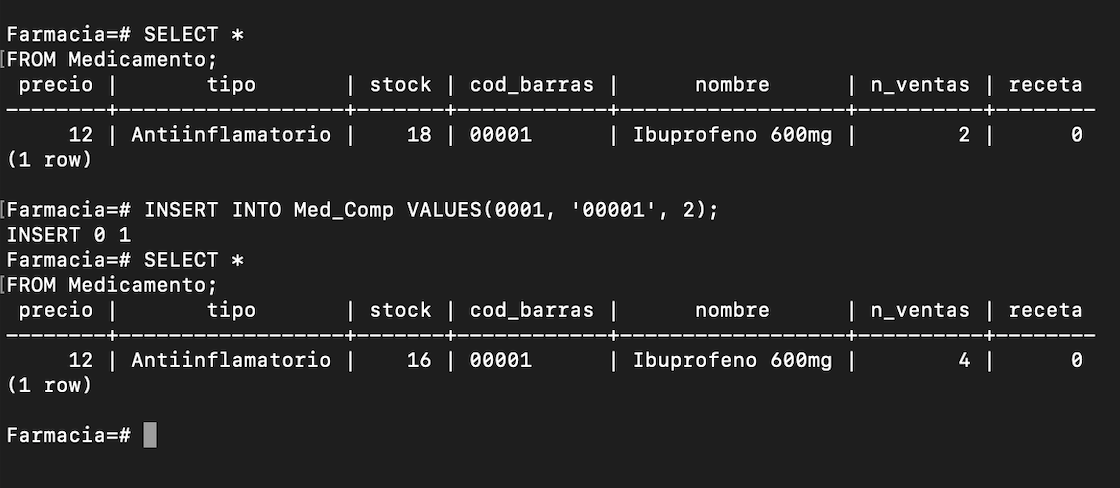 Farmacia=# SELECT *
[FROM Medicamento;
 precio |       tipo       | stock | cod_barras |      nombre      | n_ventas | receta
--------+------------------+-------+------------+------------------+----------+--------
     12 | Antiinflamatorio |    18 | 00001      | Ibuprofeno 600mg |        2 |      0
(1 row)
[Farmacia=# INSERT INTO Med_Comp VALUES(0001, '00001', 2);
INSERT 0 1
Farmacia=# SELECT *
[FROM Medicamento;
 precio |       tipo       | stock | cod_barras |      nombre      | n_ventas | receta
--------+------------------+-------+------------+------------------+----------+--------
     12 | Antiinflamatorio |    16 | 00001      | Ibuprofeno 600mg |        4 |      0
(1 row)
Farmacia=#